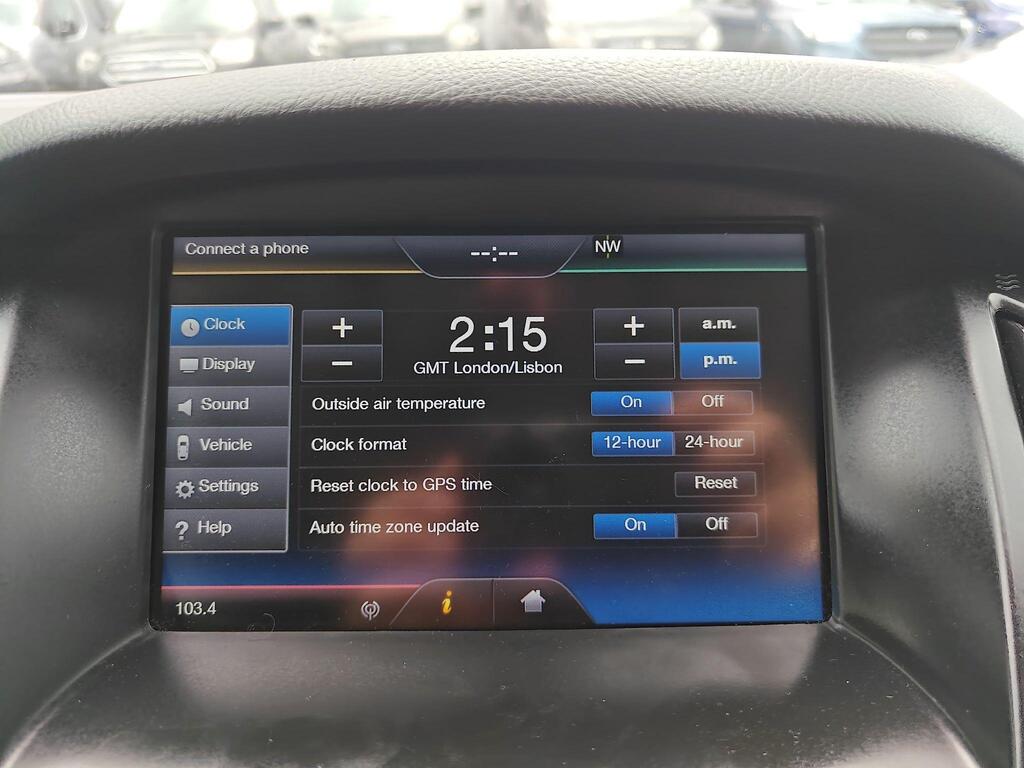 Connect a phone
--:--
NW
Clock
Display
Sound
Vehicle
Settings
Help
+
2:15
+
a.m.
−
GMT London/Lisbon
−
p.m.
Outside air temperature
On
Off
Clock format
12-hour
24-hour
Reset clock to GPS time
Reset
Auto time zone update
On
Off
103.4
i